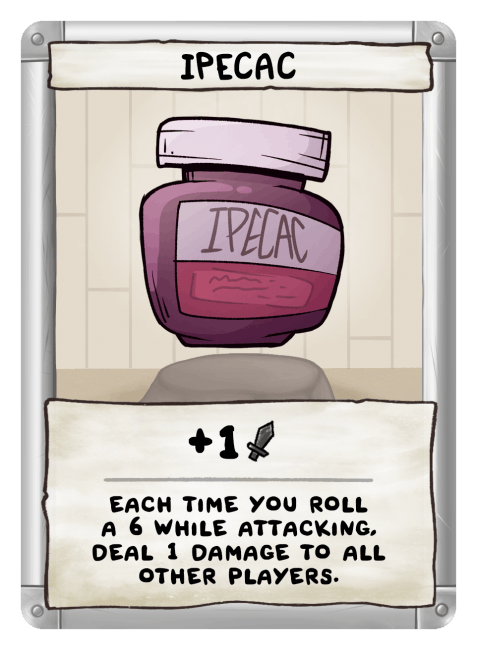 IPECAC
IPECAC
+1
EACH TIME YOU ROLL
A 6 WHILE ATTACKING,
DEAL 1 DAMAGE TO ALL
OTHER PLAYERS.